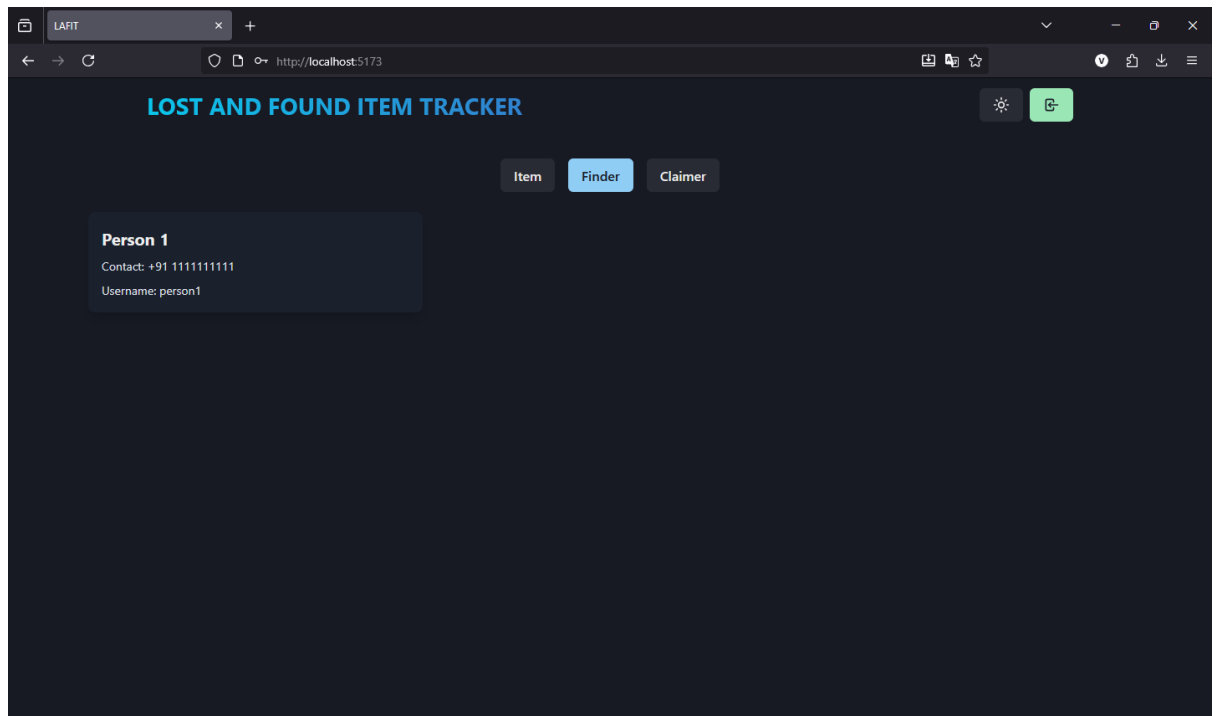 LAFIT
http://localhost:5173
V
LOST AND FOUND ITEM TRACKER
Item Finder Claimer
Person 1
Contact: +91 1111111111
Username: person1